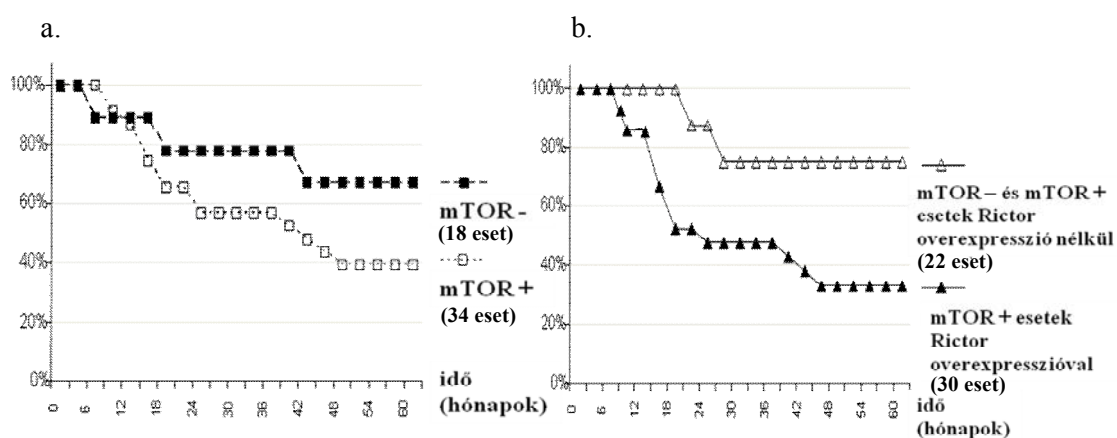 a.
100%
80%
60%
40%
20%
0%
0 6 12 18 24 30 36 42 48 54 60
mTOR-
(18 eset)
mTOR+
(34 eset)
idő
(hónapok)
b.
100%
80%
60%
40%
20%
0%
0 6 12 18 24 30 36 42 48 54 60
mTOR− és mTOR+
esetek Rictor
overexpresszió nélkül
(22 eset)
mTOR+ esetek
Rictor
overexpresszióval
(30 eset)
idő
(hónapok)